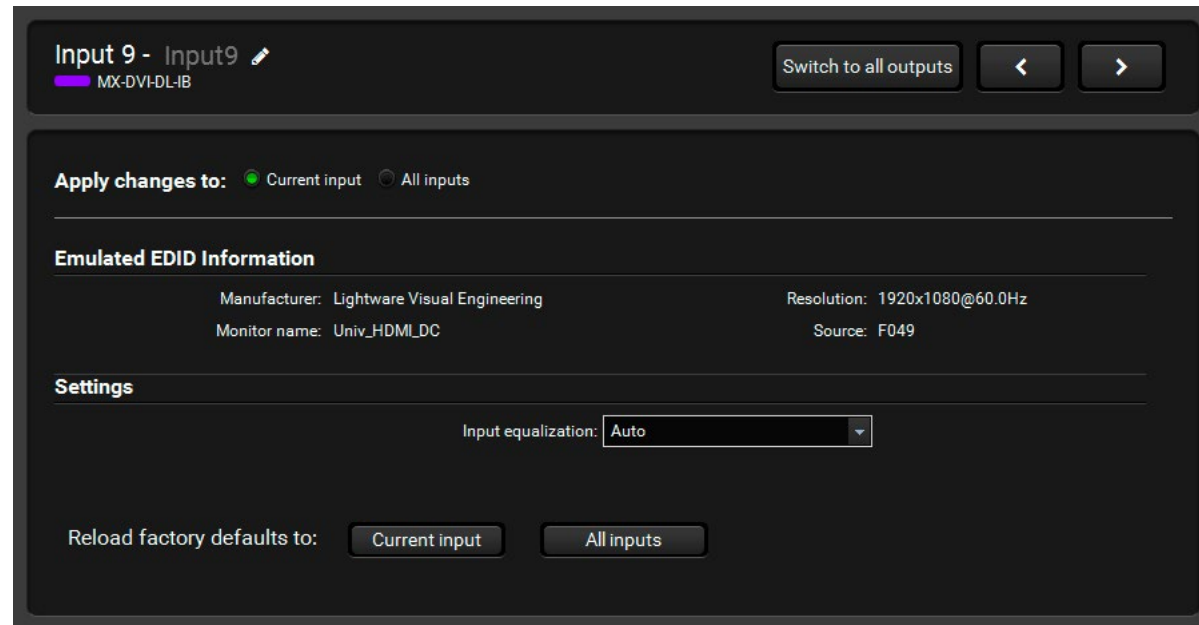 Input 9 - Input9
MX-DVI-DL-IB
Switch to all outputs
Apply changes to: Current input All inputs
Emulated EDID Information
Manufacturer: Lightware Visual Engineering Resolution: 1920x1080@60.0Hz
Monitor name: Univ_HDMI_DC Source: F049
Settings
Input equalization: Auto
Reload factory defaults to: Current input All inputs